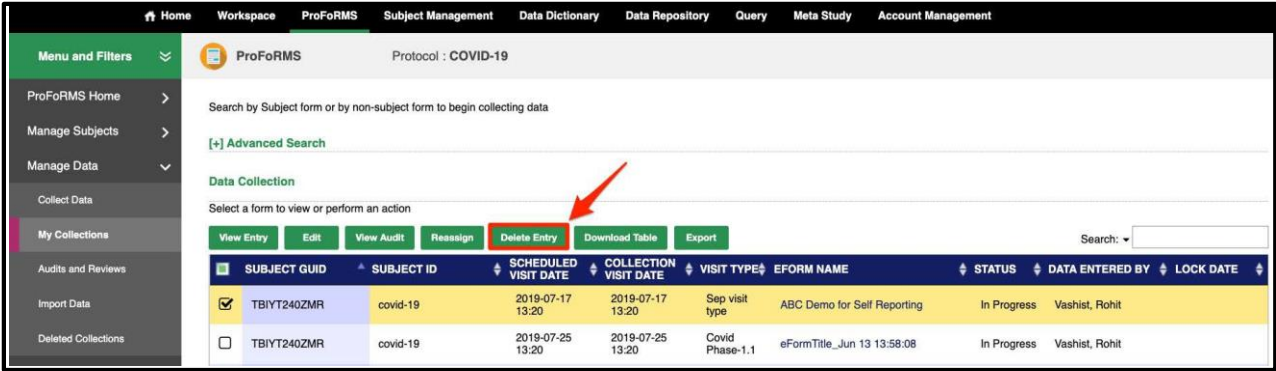 Home Workspace ProFoRMS Subject Management Data Dictionary Data Repository Query Meta Study Account Management
Menu and Filters
ProFoRMS Protocol : COVID-19
ProFoRMS Home
Manage Subjects
Manage Data
Collect Data
My Collections
Audits and Reviews
Import Data
Deleted Collections
Search by Subject form or by non-subject form to begin collecting data
[+] Advanced Search
Data Collection
Select a form to view or perform an action
View Entry Edit View Audit Reassign Delete Entry Download Table Export Search:
SUBJECT GUID SUBJECT ID SCHEDULED VISIT DATE COLLECTION VISIT DATE VISIT TYPE EFORM NAME STATUS DATA ENTERED BY LOCK DATE
TBIYT240ZMR covid-19 2019-07-17 13:20 2019-07-17 13:20 Sep visit type ABC Demo for Self Reporting In Progress Vashist, Rohit
TBIYT240ZMR covid-19 2019-07-25 13:20 2019-07-25 13:20 Covid Phase-1.1 eFormTitle_Jun 13 13:58:08 In Progress Vashist, Rohit